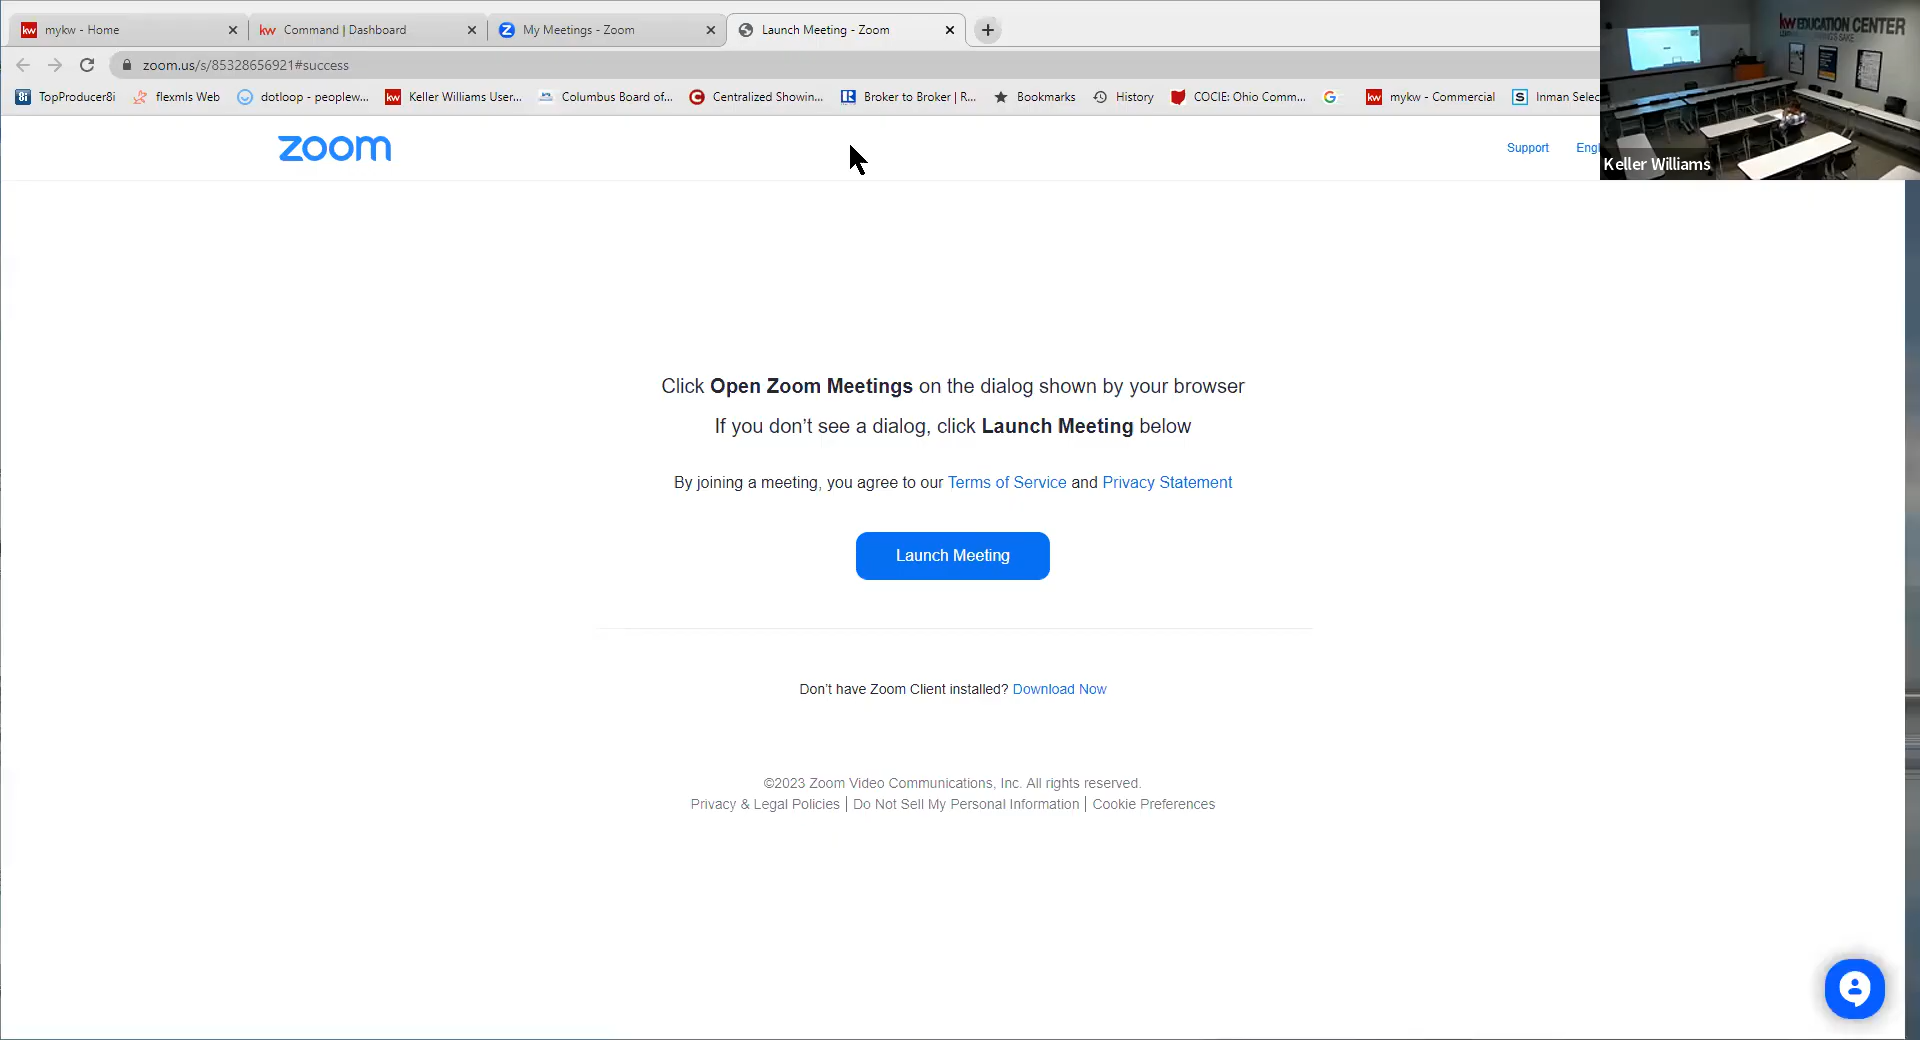 kw mykw - Home
kw Command | Dashboard
My Meetings - Zoom
Launch Meeting - Zoom
zoom.us/s/85328656921#success
8i TopProducer8i
flexmls Web
dotloop - peoplew...
kw Keller Williams User...
Columbus Board of...
Centralized Showin...
Broker to Broker | R...
Bookmarks
History
COCIE: Ohio Comm...
kw mykw - Commercial
S Inman Selec
kw EDUCATION CENTER
Keller Williams
zoom
Support
Engl
Click Open Zoom Meetings on the dialog shown by your browser
If you don't see a dialog, click Launch Meeting below
By joining a meeting, you agree to our Terms of Service and Privacy Statement
Launch Meeting
Don't have Zoom Client installed? Download Now
©2023 Zoom Video Communications, Inc. All rights reserved.
Privacy & Legal Policies | Do Not Sell My Personal Information | Cookie Preferences